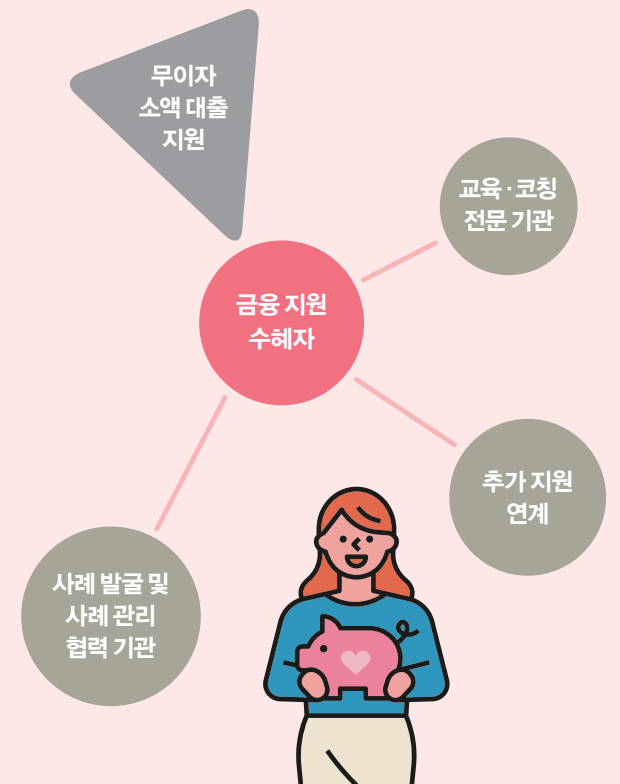 무이자
소액 대출
지원
교육 · 코칭
전문 기관
금융 지원
수혜자
추가 지원
연계
사례 발굴 및
사례 관리
협력 기관